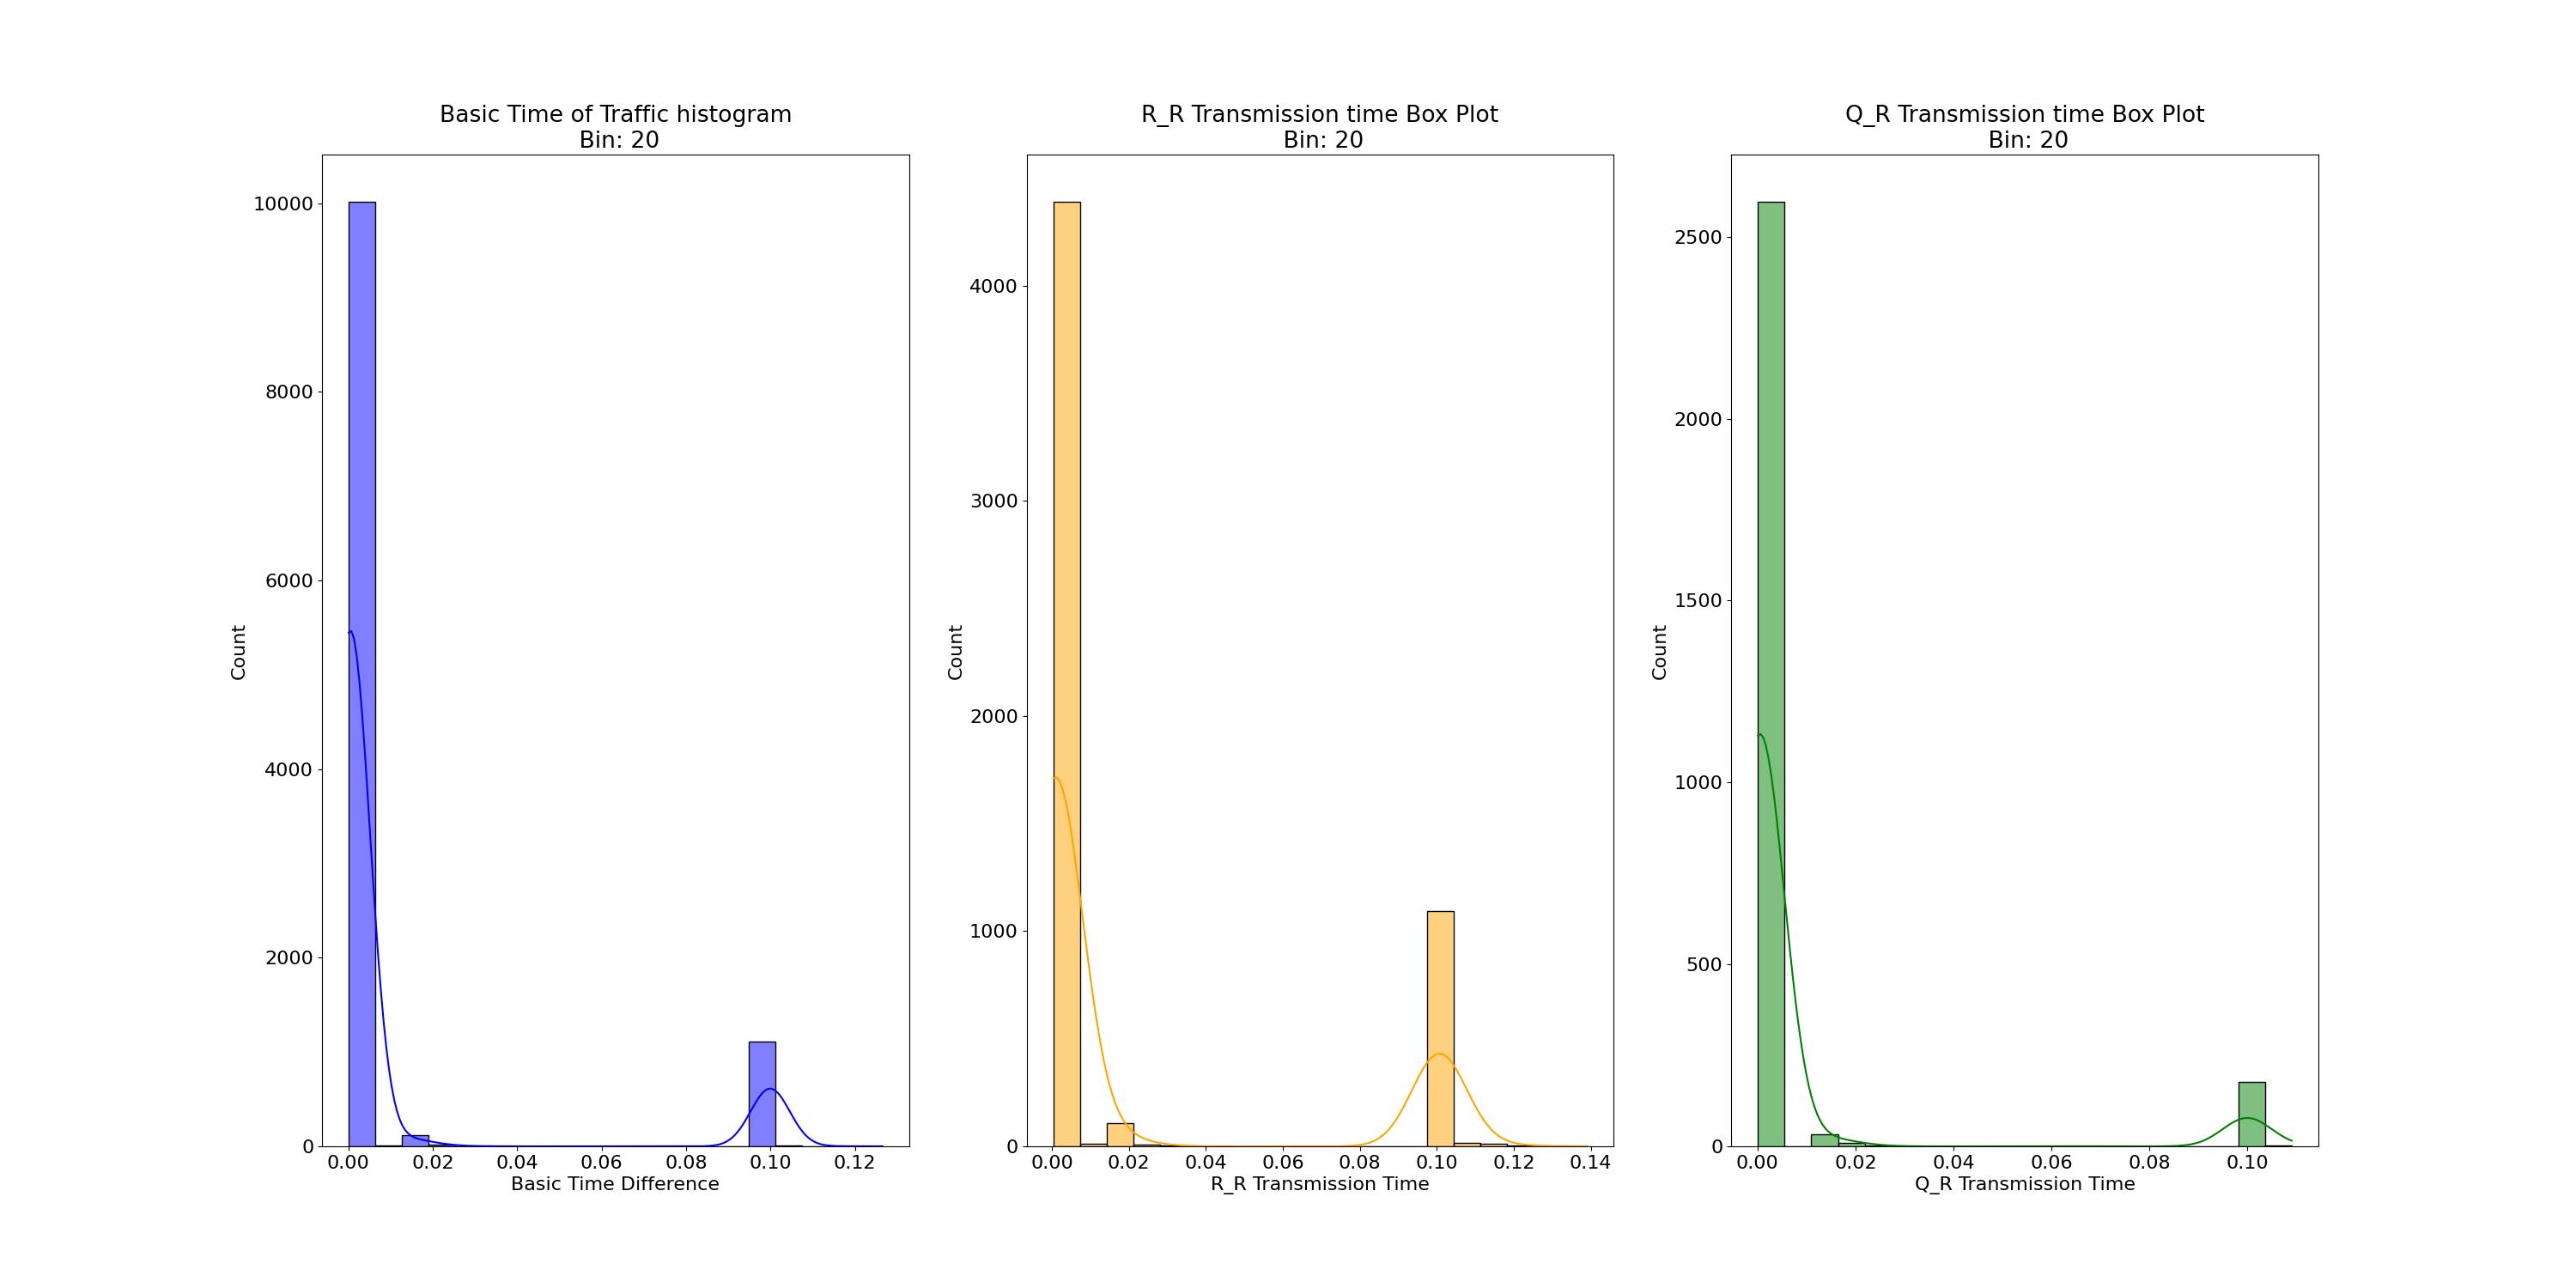 Basic Time of Traffic histogram
Bin: 20
10000
8000
6000
4000
2000
0
Count
0.00 0.02 0.04 0.06 0.08 0.10 0.12
Basic Time Difference
R_R Transmission time Box Plot
Bin: 20
4000
3000
2000
1000
0
Count
0.00 0.02 0.04 0.06 0.08 0.10 0.12 0.14
R_R Transmission Time
Q_R Transmission time Box Plot
Bin: 20
2500
2000
1500
1000
500
0
Count
0.00 0.02 0.04 0.06 0.08 0.10
Q_R Transmission Time